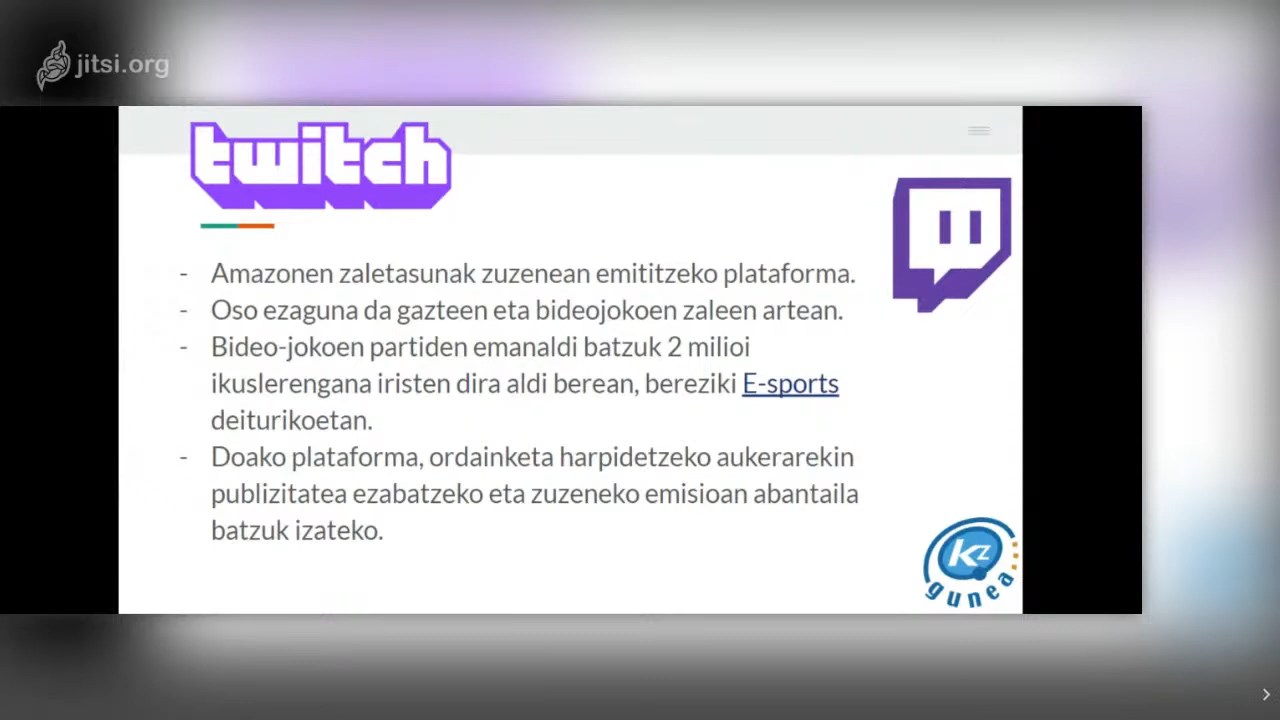 jitsi.org
twitch
- Amazonen zaletasunak zuzenean emititzeko plataforma.
- Oso ezaguna da gazteen eta bideojokoen zaleen artean.
- Bideo-jokoen partiden emanaldi batzuk 2 milioi
ikuslerengana iristen dira aldi berean, bereziki E-sports
deiturikoetan.
- Doako plataforma, ordainketa harpidetzeko aukerarekin
publizitatea ezabatzeko eta zuzeneko emisioan abantaila
batzuk izateko.
kz
gunea